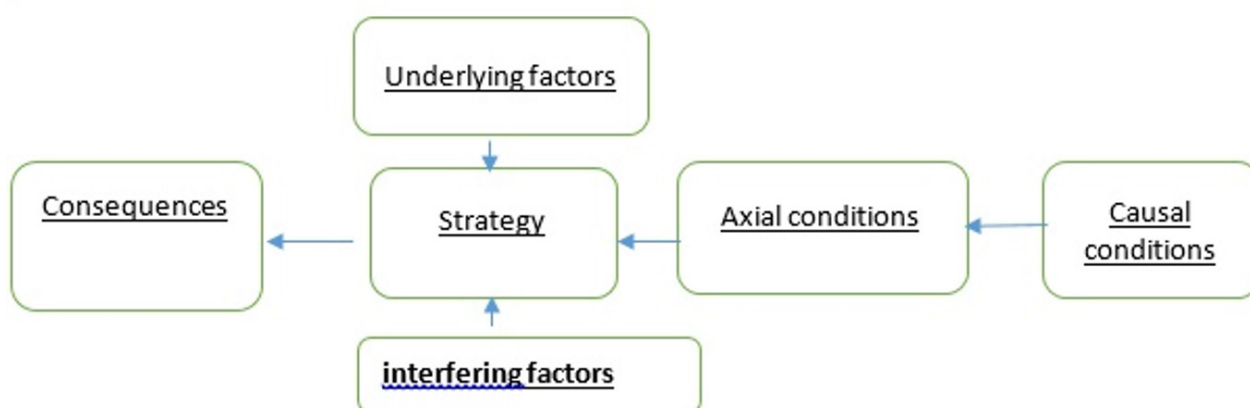 Underlying factors
Consequences
Strategy
Axial conditions
Causal
conditions
interfering factors